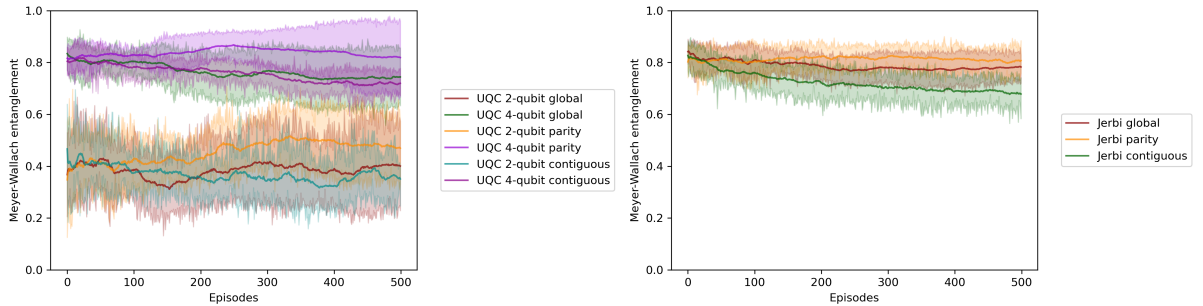 1.0
0.8
0.6
0.4
0.2
0.0
Meyer-Wallach entanglement
0
100
200
300
400
500
Episodes
UQC 2-qubit global
UQC 4-qubit global
UQC 2-qubit parity
UQC 4-qubit parity
UQC 2-qubit contiguous
UQC 4-qubit contiguous
1.0
0.8
0.6
0.4
0.2
0.0
Meyer-Wallach entanglement
0
100
200
300
400
500
Episodes
Jerbi global
Jerbi parity
Jerbi contiguous